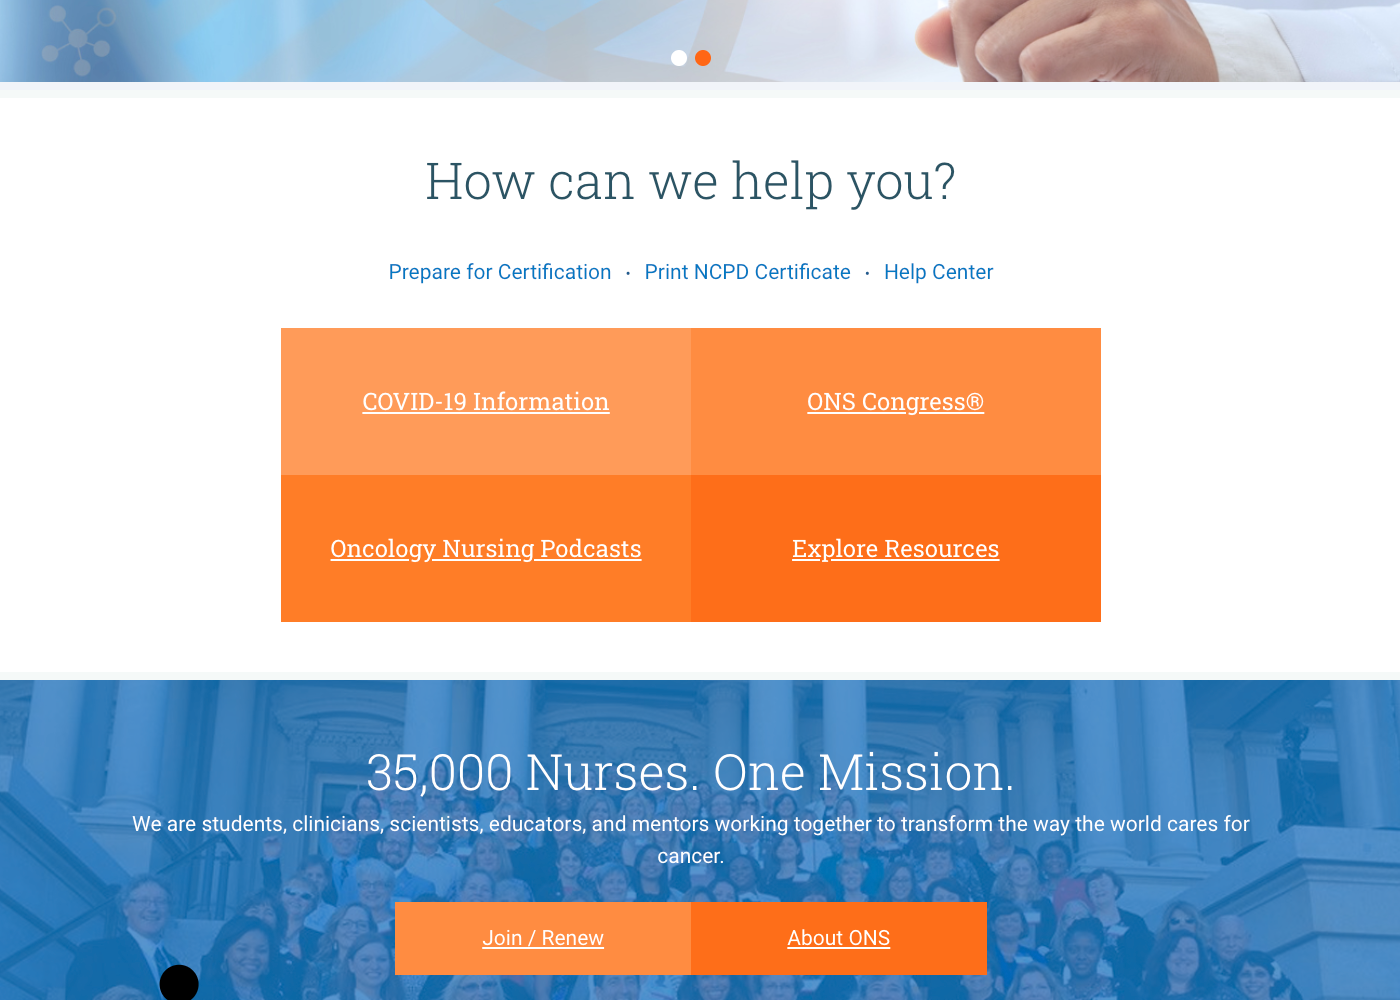 How can we help you?
Prepare for Certification · Print NCPD Certificate · Help Center
COVID-19 Information
ONS Congress®
Oncology Nursing Podcasts
Explore Resources
35,000 Nurses. One Mission.
We are students, clinicians, scientists, educators, and mentors working together to transform the way the world cares for
cancer.
Join / Renew
About ONS